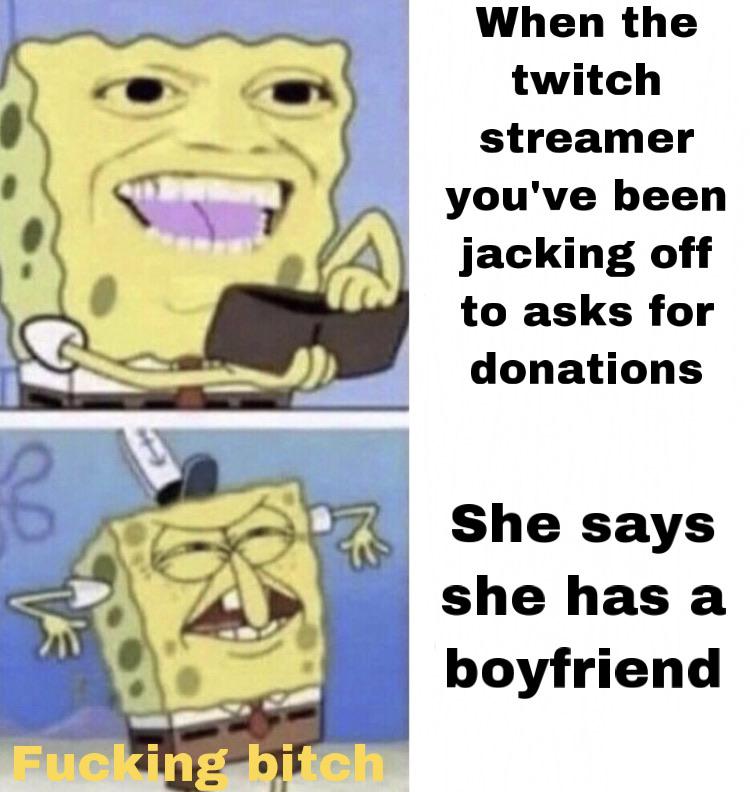 When the
twitch
streamer
you've been
jacking off
to asks for
donations
She says
she has a
boyfriend
Fucking bitch